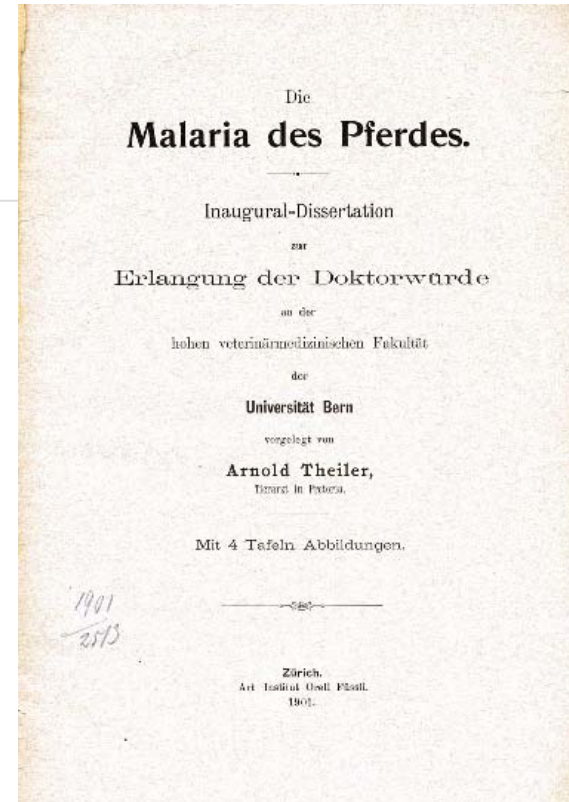 Die
Malaria des Pferdes.
Inaugural-Dissertation
zur
Erlangung der Doktorwürde
an der
hohen veterinärmedizinischen Fakultät
der
Universität Bern
vorgelegt von
Arnold Theiler,
Tierarzt in Pretoria.
Mit 4 Tafeln Abbildungen.
1901
2513
Zürich.
Art Institut Orell Füssli.
1901.